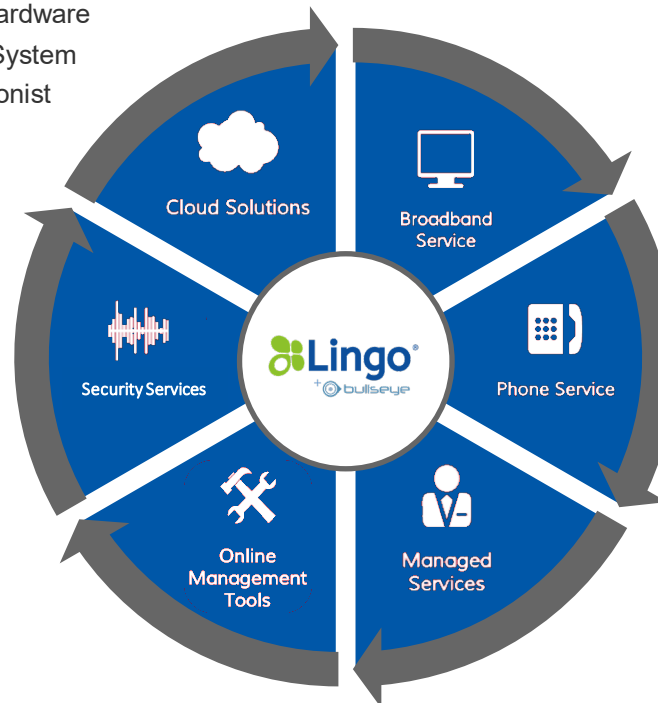 ardware
System
onist
Cloud Solutions
Broadband
Service
Security Services
Lingo®
+ bullseye
Phone Service
Online
Management
Tools
Managed
Services